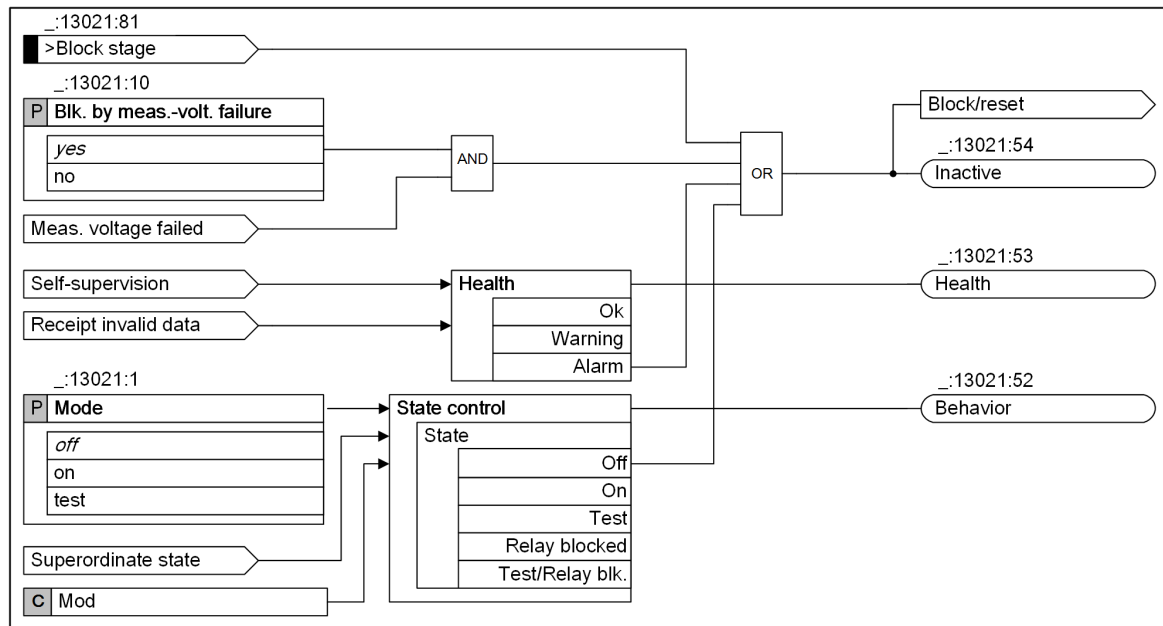 _:13021:81
>Block stage
_:13021:10
P Blk. by meas.-volt. failure
yes
no
Meas. voltage failed
AND
OR
Block/reset
_:13021:54
Inactive
Self-supervision
Receipt invalid data
Health
Ok
Warning
Alarm
_:13021:53
Health
_:13021:1
P Mode
off
on
test
Superordinate state
C Mod
State control
State
Off
On
Test
Relay blocked
Test/Relay blk.
_:13021:52
Behavior